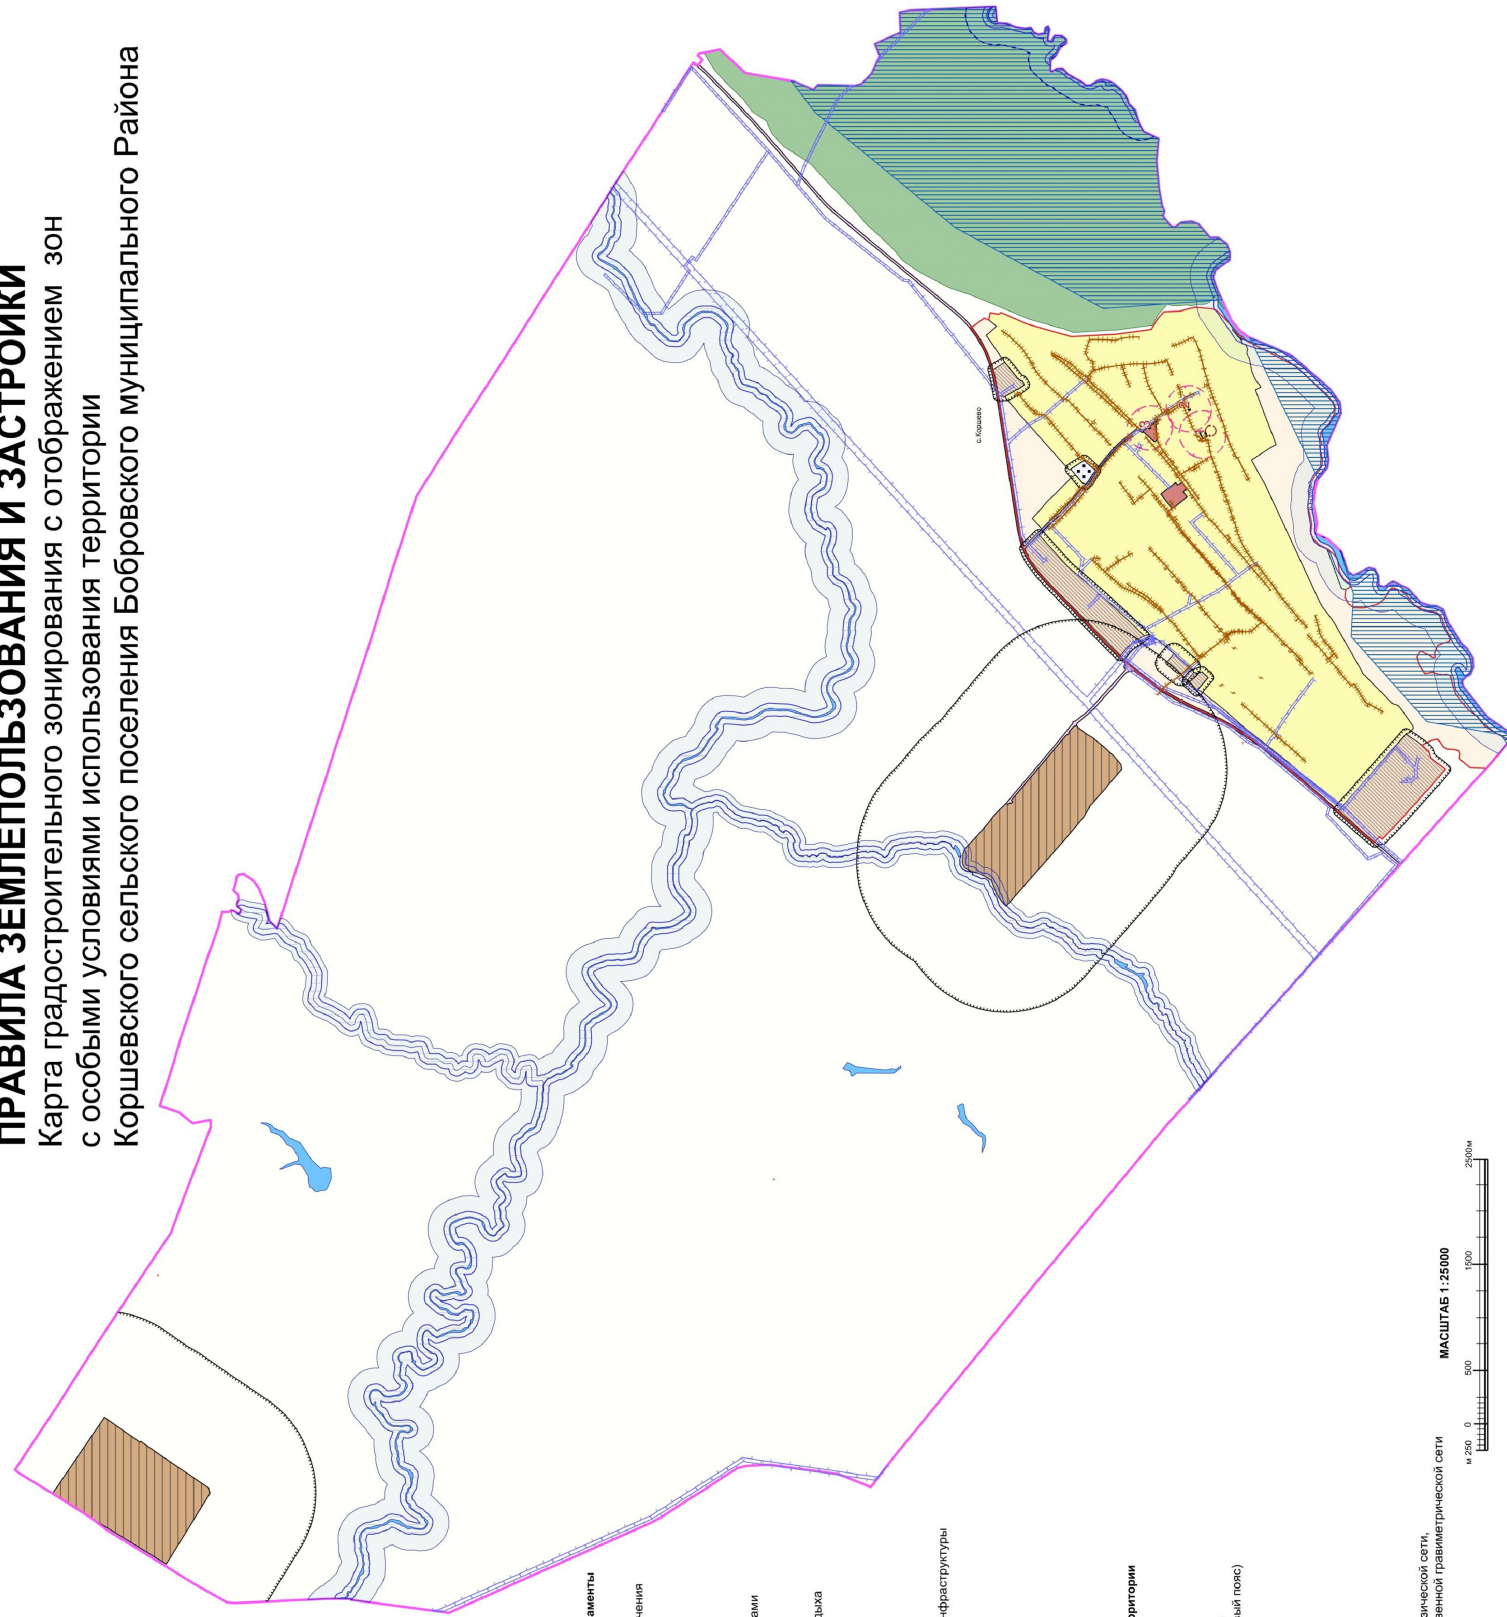 ПРАВИЛА ЗЕМЛЕПОЛЬЗОВАНИЯ И ЗАСТРОЙКИ
Карта градостроительного зонирования с отображением зон
с особыми условиями использования территории
Коршевского сельского поселения Бобровского муниципального Района
с. Коршево
аменты
чения
ами
дыха
нфраструктуры
ритории
ый пояс)
зической сети,
венной гравиметрической сети
МАСШТАБ 1:25000
м 250 0 500 1500 2500м